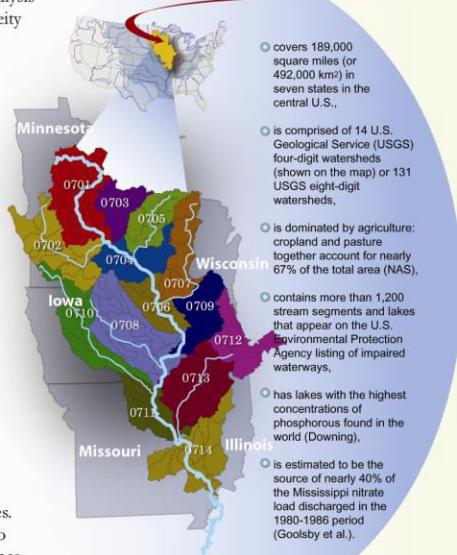 alysis
eity
covers 189,000
square miles (or
492,000 km2) in
seven states in the
central U.S.,
is comprised of 14 U.S.
Geological Service (USGS)
four-digit watersheds
(shown on the map) or 131
USGS eight-digit
watersheds,
is dominated by agriculture:
cropland and pasture
together account for nearly
67% of the total area (NAS),
contains more than 1,200
stream segments and lakes
that appear on the U.S.
Environmental Protection
Agency listing of impaired
waterways,
has lakes with the highest
concentrations of
phosphorous found in the
world (Downing),
is estimated to be the
source of nearly 40% of
the Mississippi nitrate
load discharged in the
1980-1986 period
(Goolsby et al.).
Minnesota
0701
0703
0705
0702
0704
Wisconsin
0707
Iowa
0710
0706
0709
0708
0712
0713
0711
Missouri
Illinois
0714
es.
o